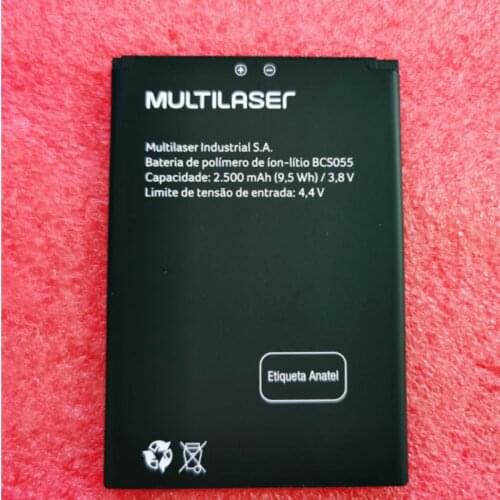 MULTILASER
Multilaser Industrial S.A.
Bateria de polímero de íon-lítio BCS055
Capacidade: 2.500 mAh (9,5 Wh) / 3,8 V
Limite de tensão de entrada: 4,4 V
Etiqueta Anatel